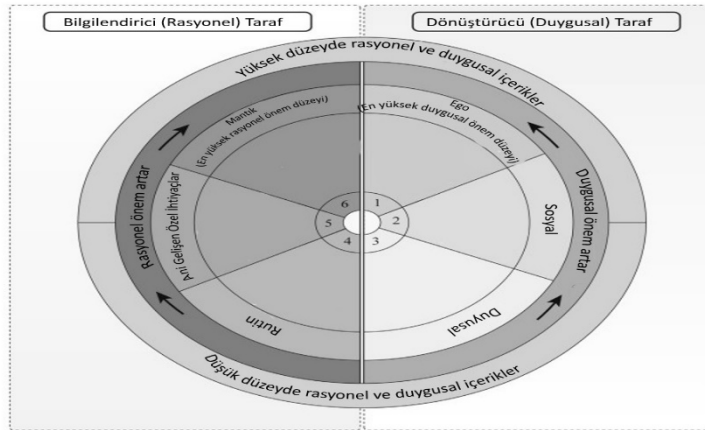 Bilgilendirici (Rasyonel) Taraf
Dönüştürücü (Duygusal) Taraf
Yüksek düzeyde rasyonel ve duygusal içerikler
Mantık
(En yüksek rasyonel önem düzeyi)
Ego
(En yüksek duygusal önem düzeyi)
Rasyonel önem artar
Ani Gelişen Özel İhtiyaçlar
Sosyal
Duygusal önem artar
6
1
5
2
4
3
Rutin
Duyusal
Düşük düzeyde rasyonel ve duygusal içerikler